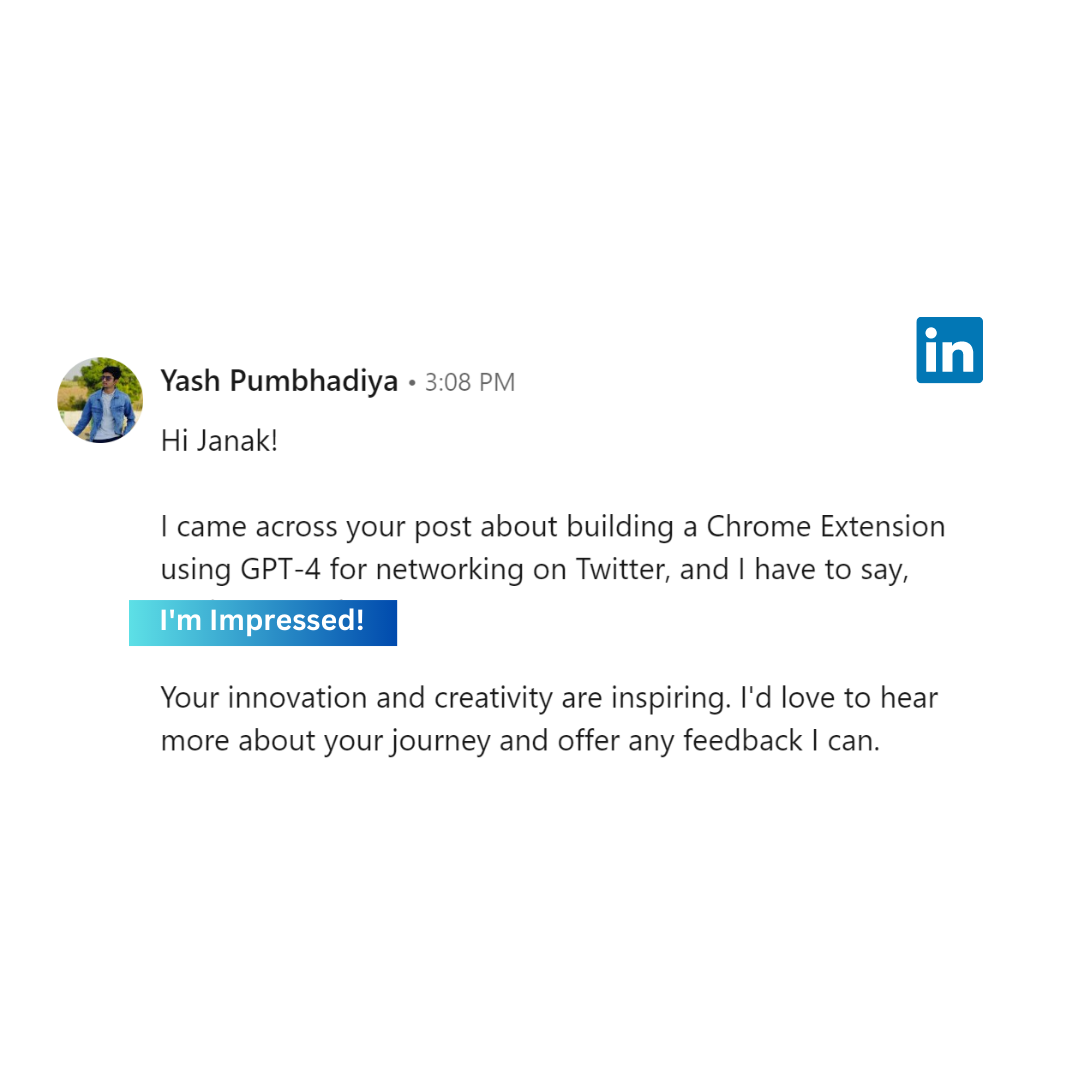 in
Yash Pumbhadiya • 3:08 PM
Hi Janak!
I came across your post about building a Chrome Extension
using GPT-4 for networking on Twitter, and I have to say,
I'm Impressed!
Your innovation and creativity are inspiring. I'd love to hear
more about your journey and offer any feedback I can.